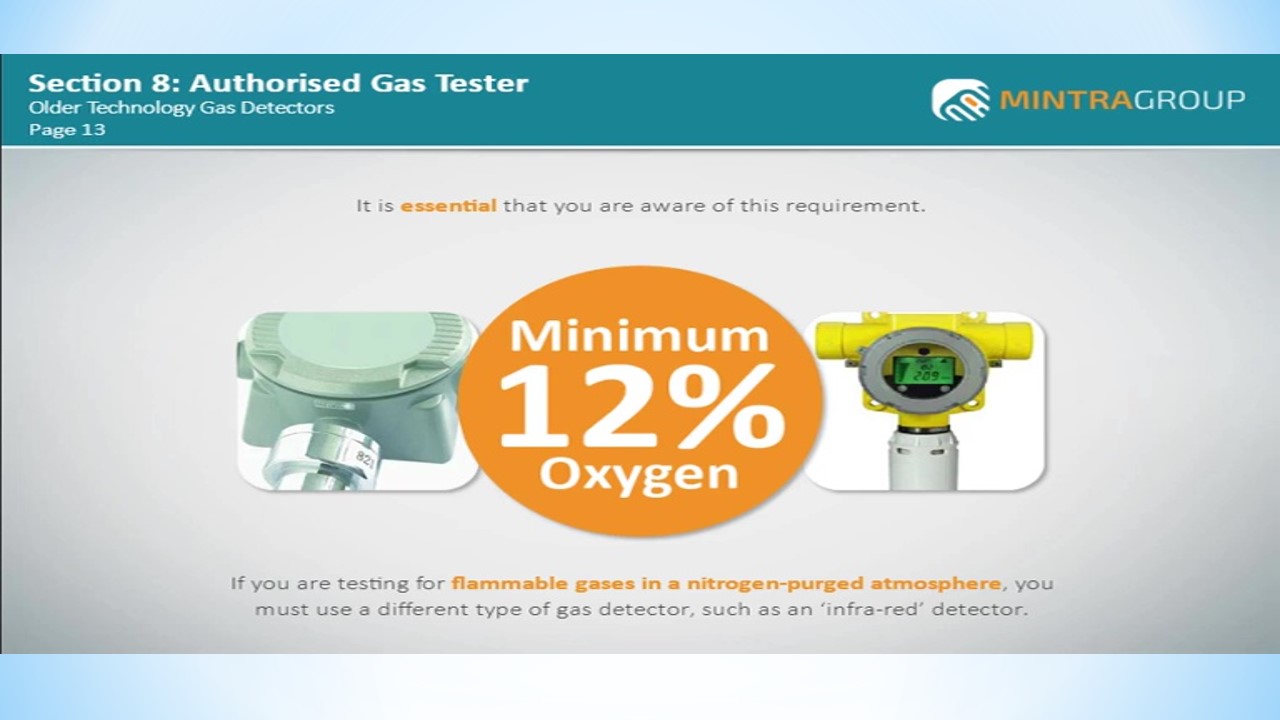 Section 8: Authorised Gas Tester
Older Technology Gas Detectors
Page 13
MINTRAGROUP
It is essential that you are aware of this requirement.
Minimum
12%
Oxygen
If you are testing for flammable gases in a nitrogen-purged atmosphere, you
must use a different type of gas detector, such as an ‘infra-red’ detector.